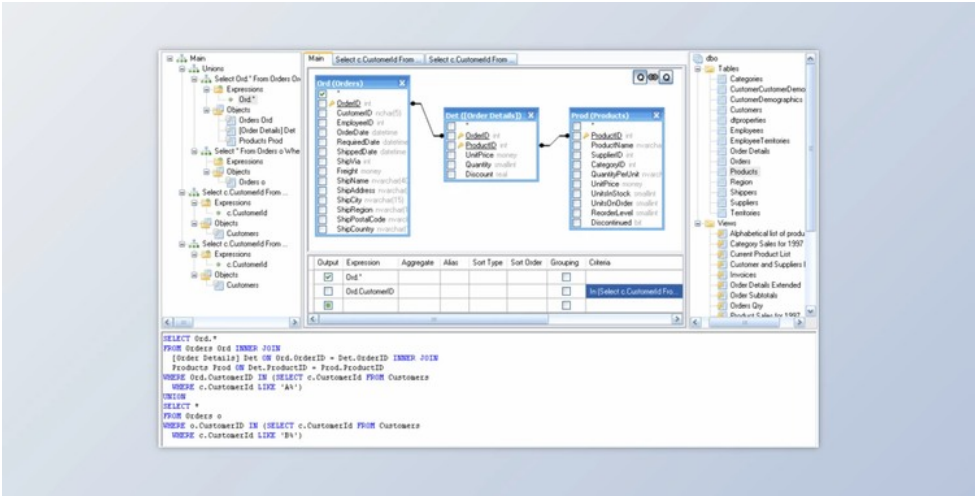 Main
Unions
Select Ord.* From Orders Or
Expressions
Ord.*
Objects
Orders Ord
[Order Details] Det
Products Prod
Select * From Orders o Whe
Expressions
Objects
Orders o
Select c.CustomerId From ...
Expressions
c.CustomerId
Objects
Customers
Select c.CustomerId From ...
Expressions
c.CustomerId
Objects
Customers
Main Select c.CustomerId From ... Select c.CustomerId From ...
Ord (Orders)
*
OrderID int
CustomerID nchar(5)
EmployeeID int
OrderDate datetime
RequiredDate datetime
ShippedDate datetime
ShipVia int
Freight money
ShipName nvarchar(40
ShipAddress nvarchar(
ShipCity nvarchar(15)
ShipRegion nvarchar(1
ShipPostalCode nvarch
ShipCountry nvarchar(
Det ([Order Details])
*
OrderID int
ProductID int
UnitPrice money
Quantity smallint
Discount real
Prod (Products)
*
ProductID int
ProductName nvarcha
SupplierID int
CategoryID int
QuantityPerUnit nvarch
UnitPrice money
UnitsInStock smallint
UnitsOnOrder smallint
ReorderLevel smallint
Discontinued bit
Q Q
Output Expression Aggregate Alias Sort Type Sort Order Grouping Criteria
Ord.*
Ord.CustomerID In (Select c.CustomerId Fro...
dbo
Tables
Categories
CustomerCustomerDemo
CustomerDemographics
Customers
dtproperties
Employees
EmployeeTerritories
Order Details
Orders
Products
Region
Shippers
Suppliers
Territories
Views
Alphabetical list of produ
Category Sales for 1997
Current Product List
Customer and Suppliers b
Invoices
Order Details Extended
Order Subtotals
Orders Qry
Product Sales for 1997
SELECT Ord.*
FROM Orders Ord INNER JOIN
[Order Details] Det ON Ord.OrderID = Det.OrderID INNER JOIN
Products Prod ON Det.ProductID = Prod.ProductID
WHERE Ord.CustomerID IN (SELECT c.CustomerId FROM Customers
WHERE c.CustomerId LIKE 'A%')
UNION
SELECT *
FROM Orders o
WHERE o.CustomerID IN (SELECT c.CustomerId FROM Customers
WHERE c.CustomerId LIKE 'B%')